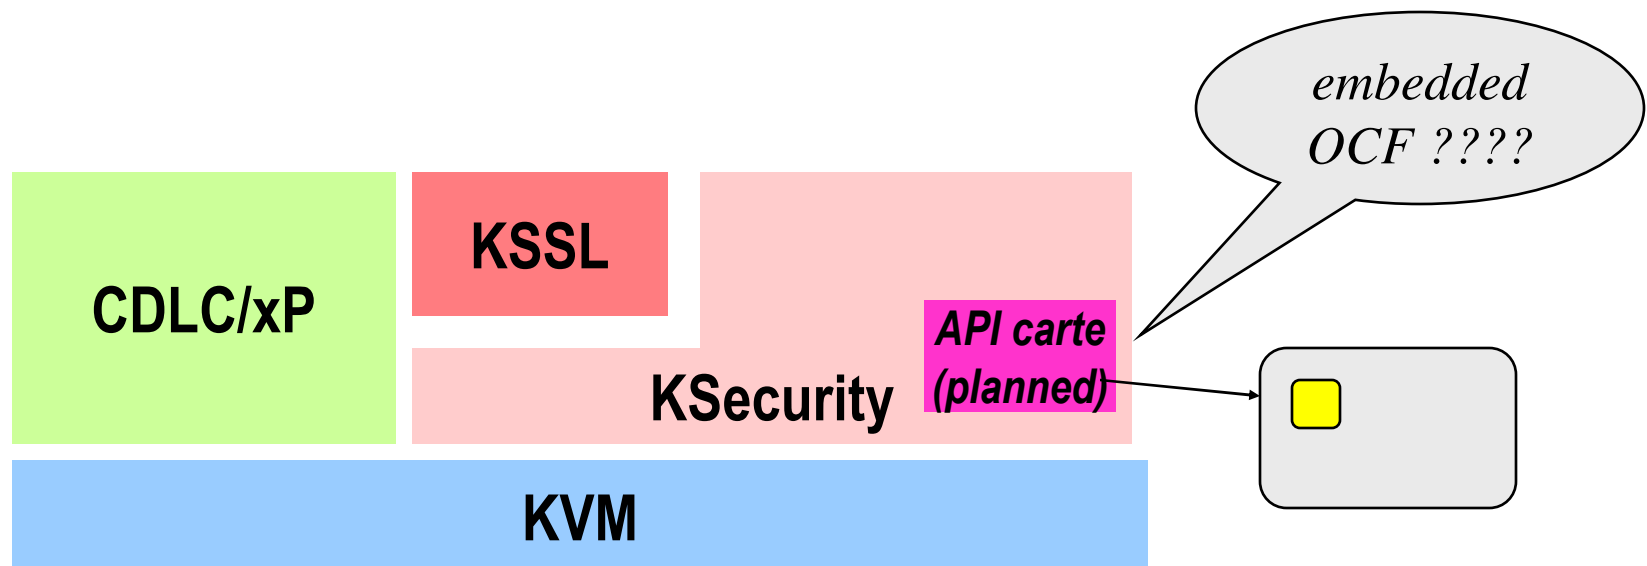 embedded
OCF ????
KSSL
CDLC/xP
API carte
(planned)
KSecurity
KVM